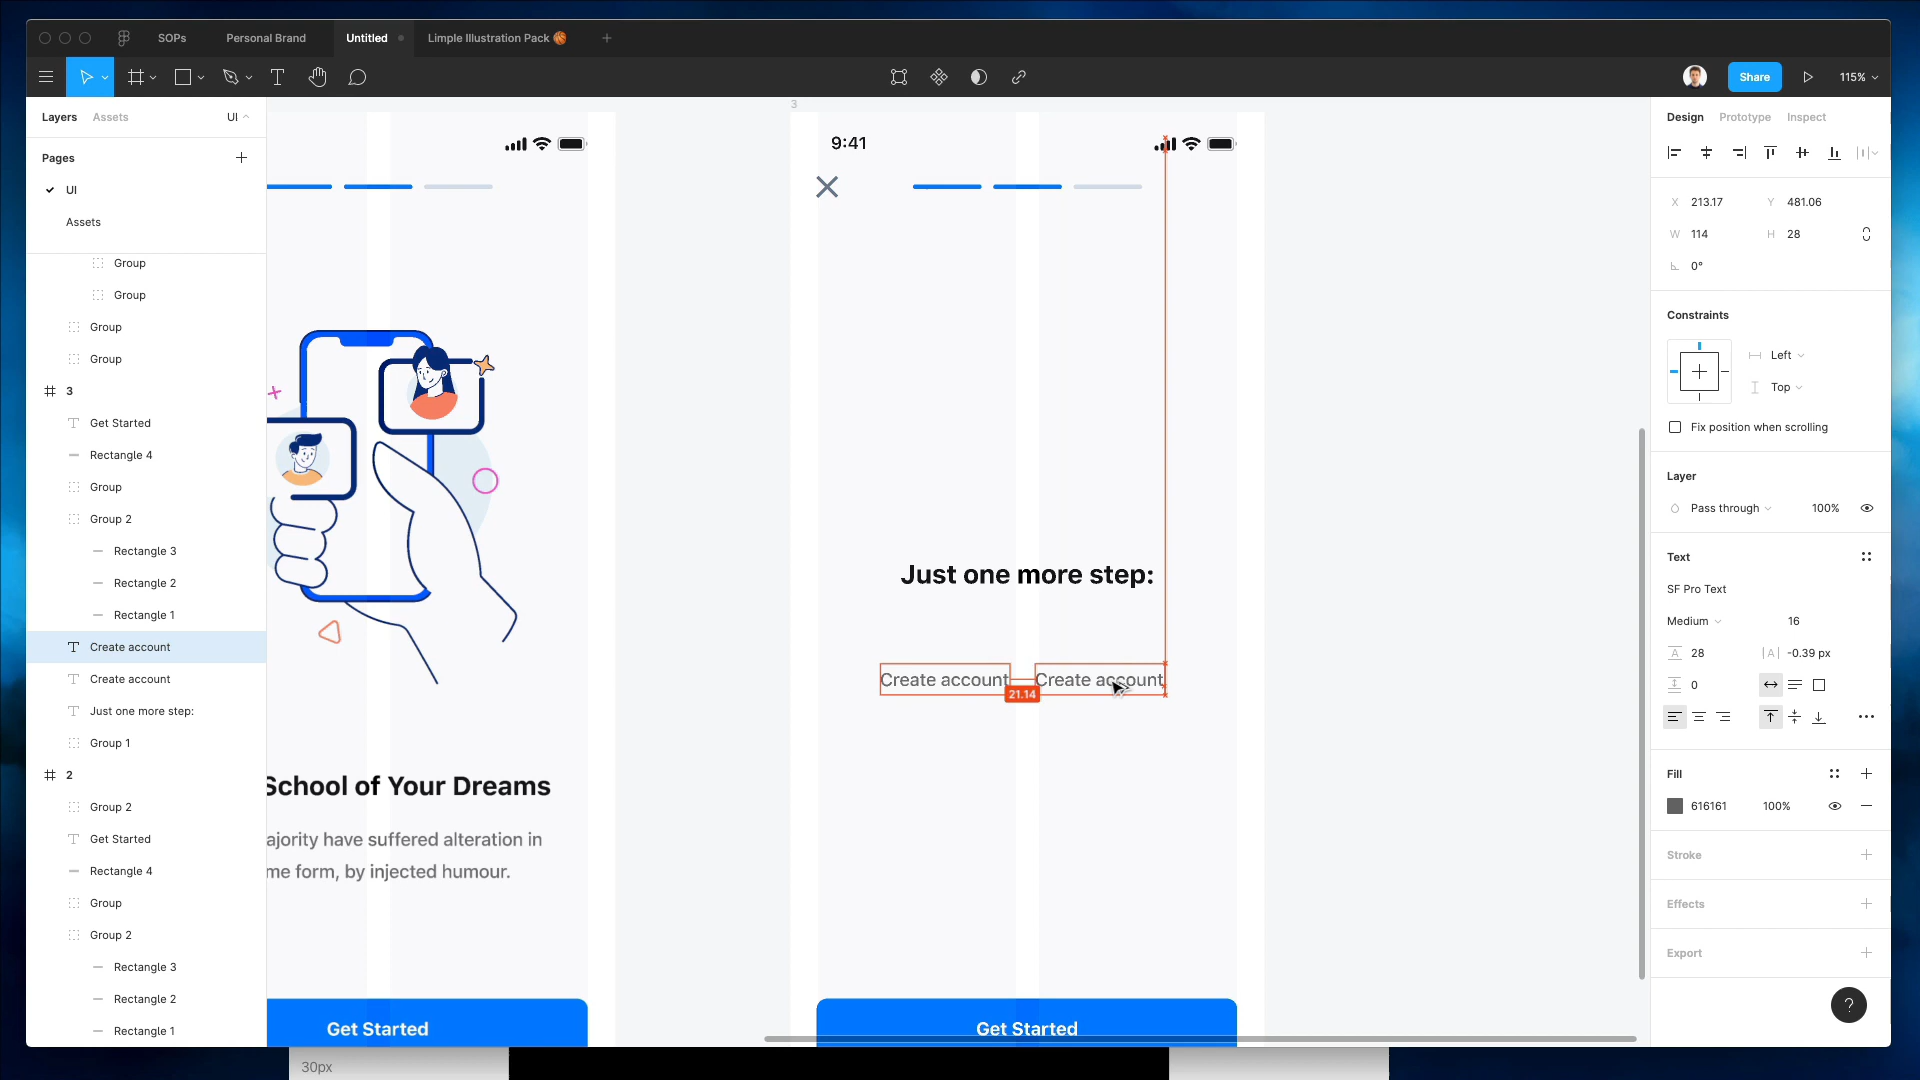 SOPs
Personal Brand
Untitled
Limple Illustration Pack
Share
115%
Layers
Assets
UI
Pages
UI
Assets
Group
Group
Group
Group
3
Get Started
Rectangle 4
Group
Group 2
Rectangle 3
Rectangle 2
Rectangle 1
Create account
Create account
Just one more step:
Group 1
2
Group 2
Get Started
Rectangle 4
Group
Group 2
Rectangle 3
Rectangle 2
Rectangle 1
School of Your Dreams
ajority have suffered alteration in
me form, by injected humour.
Get Started
3
9:41
Just one more step:
Create account
Create account
21.14
Get Started
30px
Design
Prototype
Inspect
X 213.17 Y 481.06
W 114 H 28
0°
Constraints
Left
Top
Fix position when scrolling
Layer
Pass through 100%
Text
SF Pro Text
Medium 16
A 28 |A| -0.39 px
0
Fill
616161 100%
Stroke
Effects
Export
?